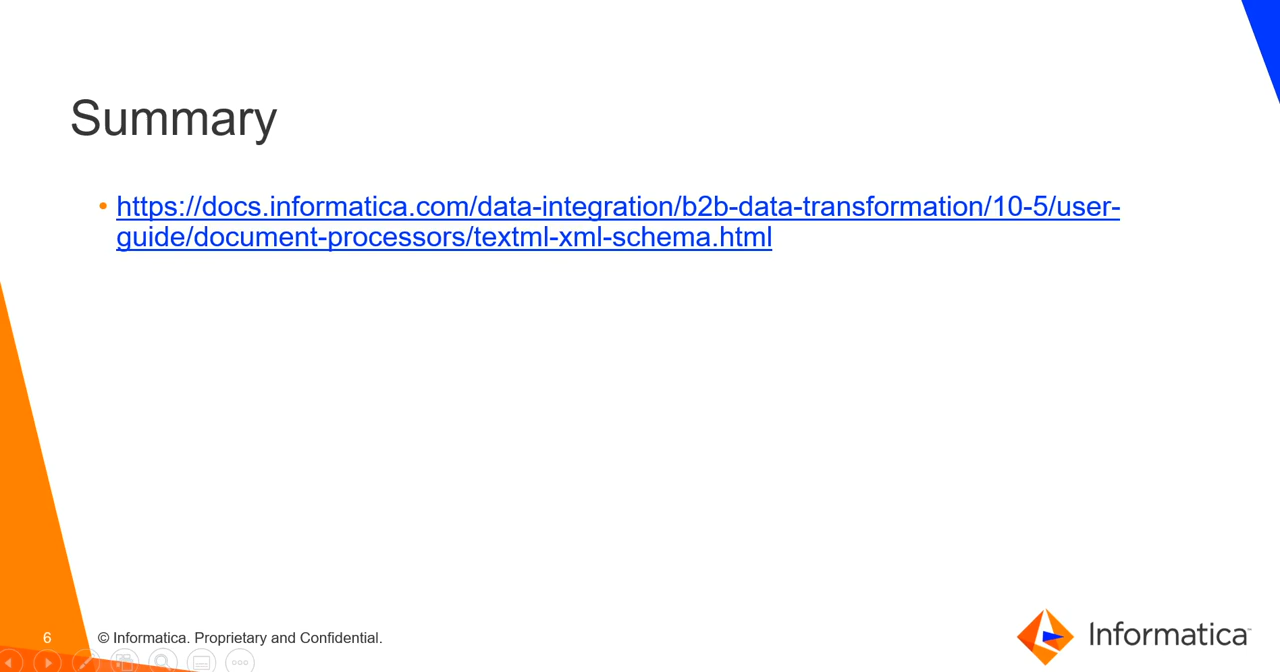 Summary
• https://docs.informatica.com/data-integration/b2b-data-transformation/10-5/user-
guide/document-processors/textml-xml-schema.html
6
© Informatica. Proprietary and Confidential.
Informatica™